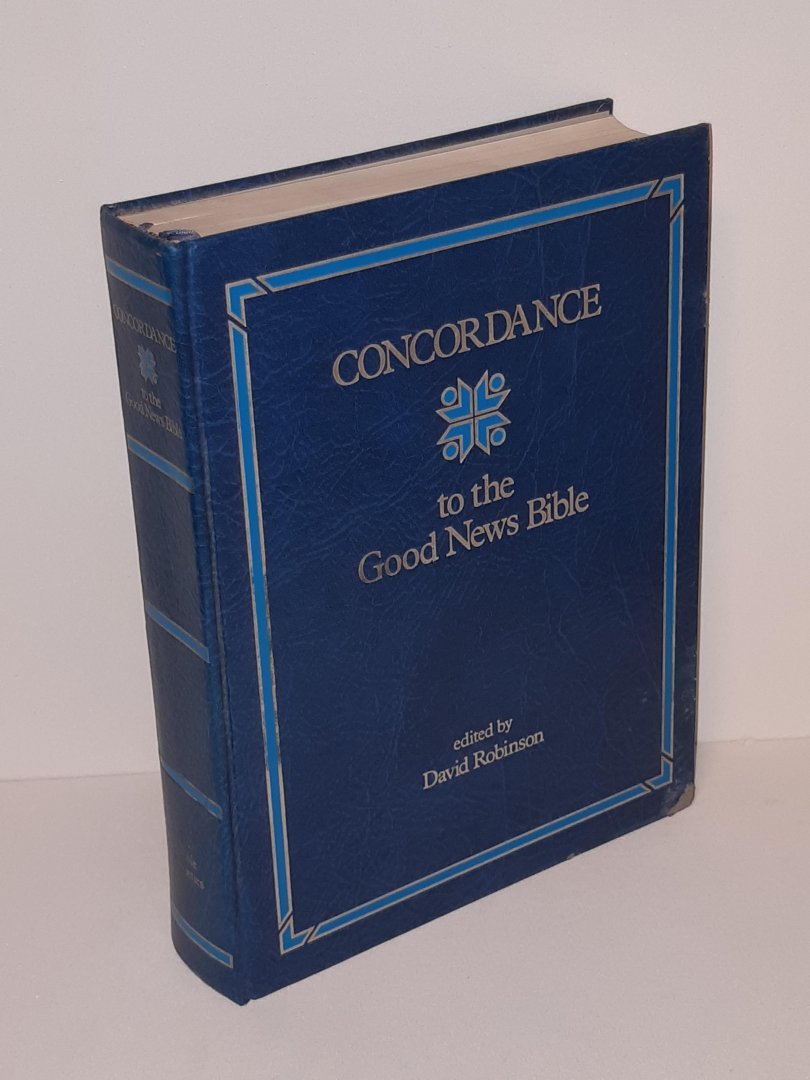 CONCORDANCE
to the
Good News Bible
CONCORDANCE
to the
Good News Bible
edited by
David Robinson